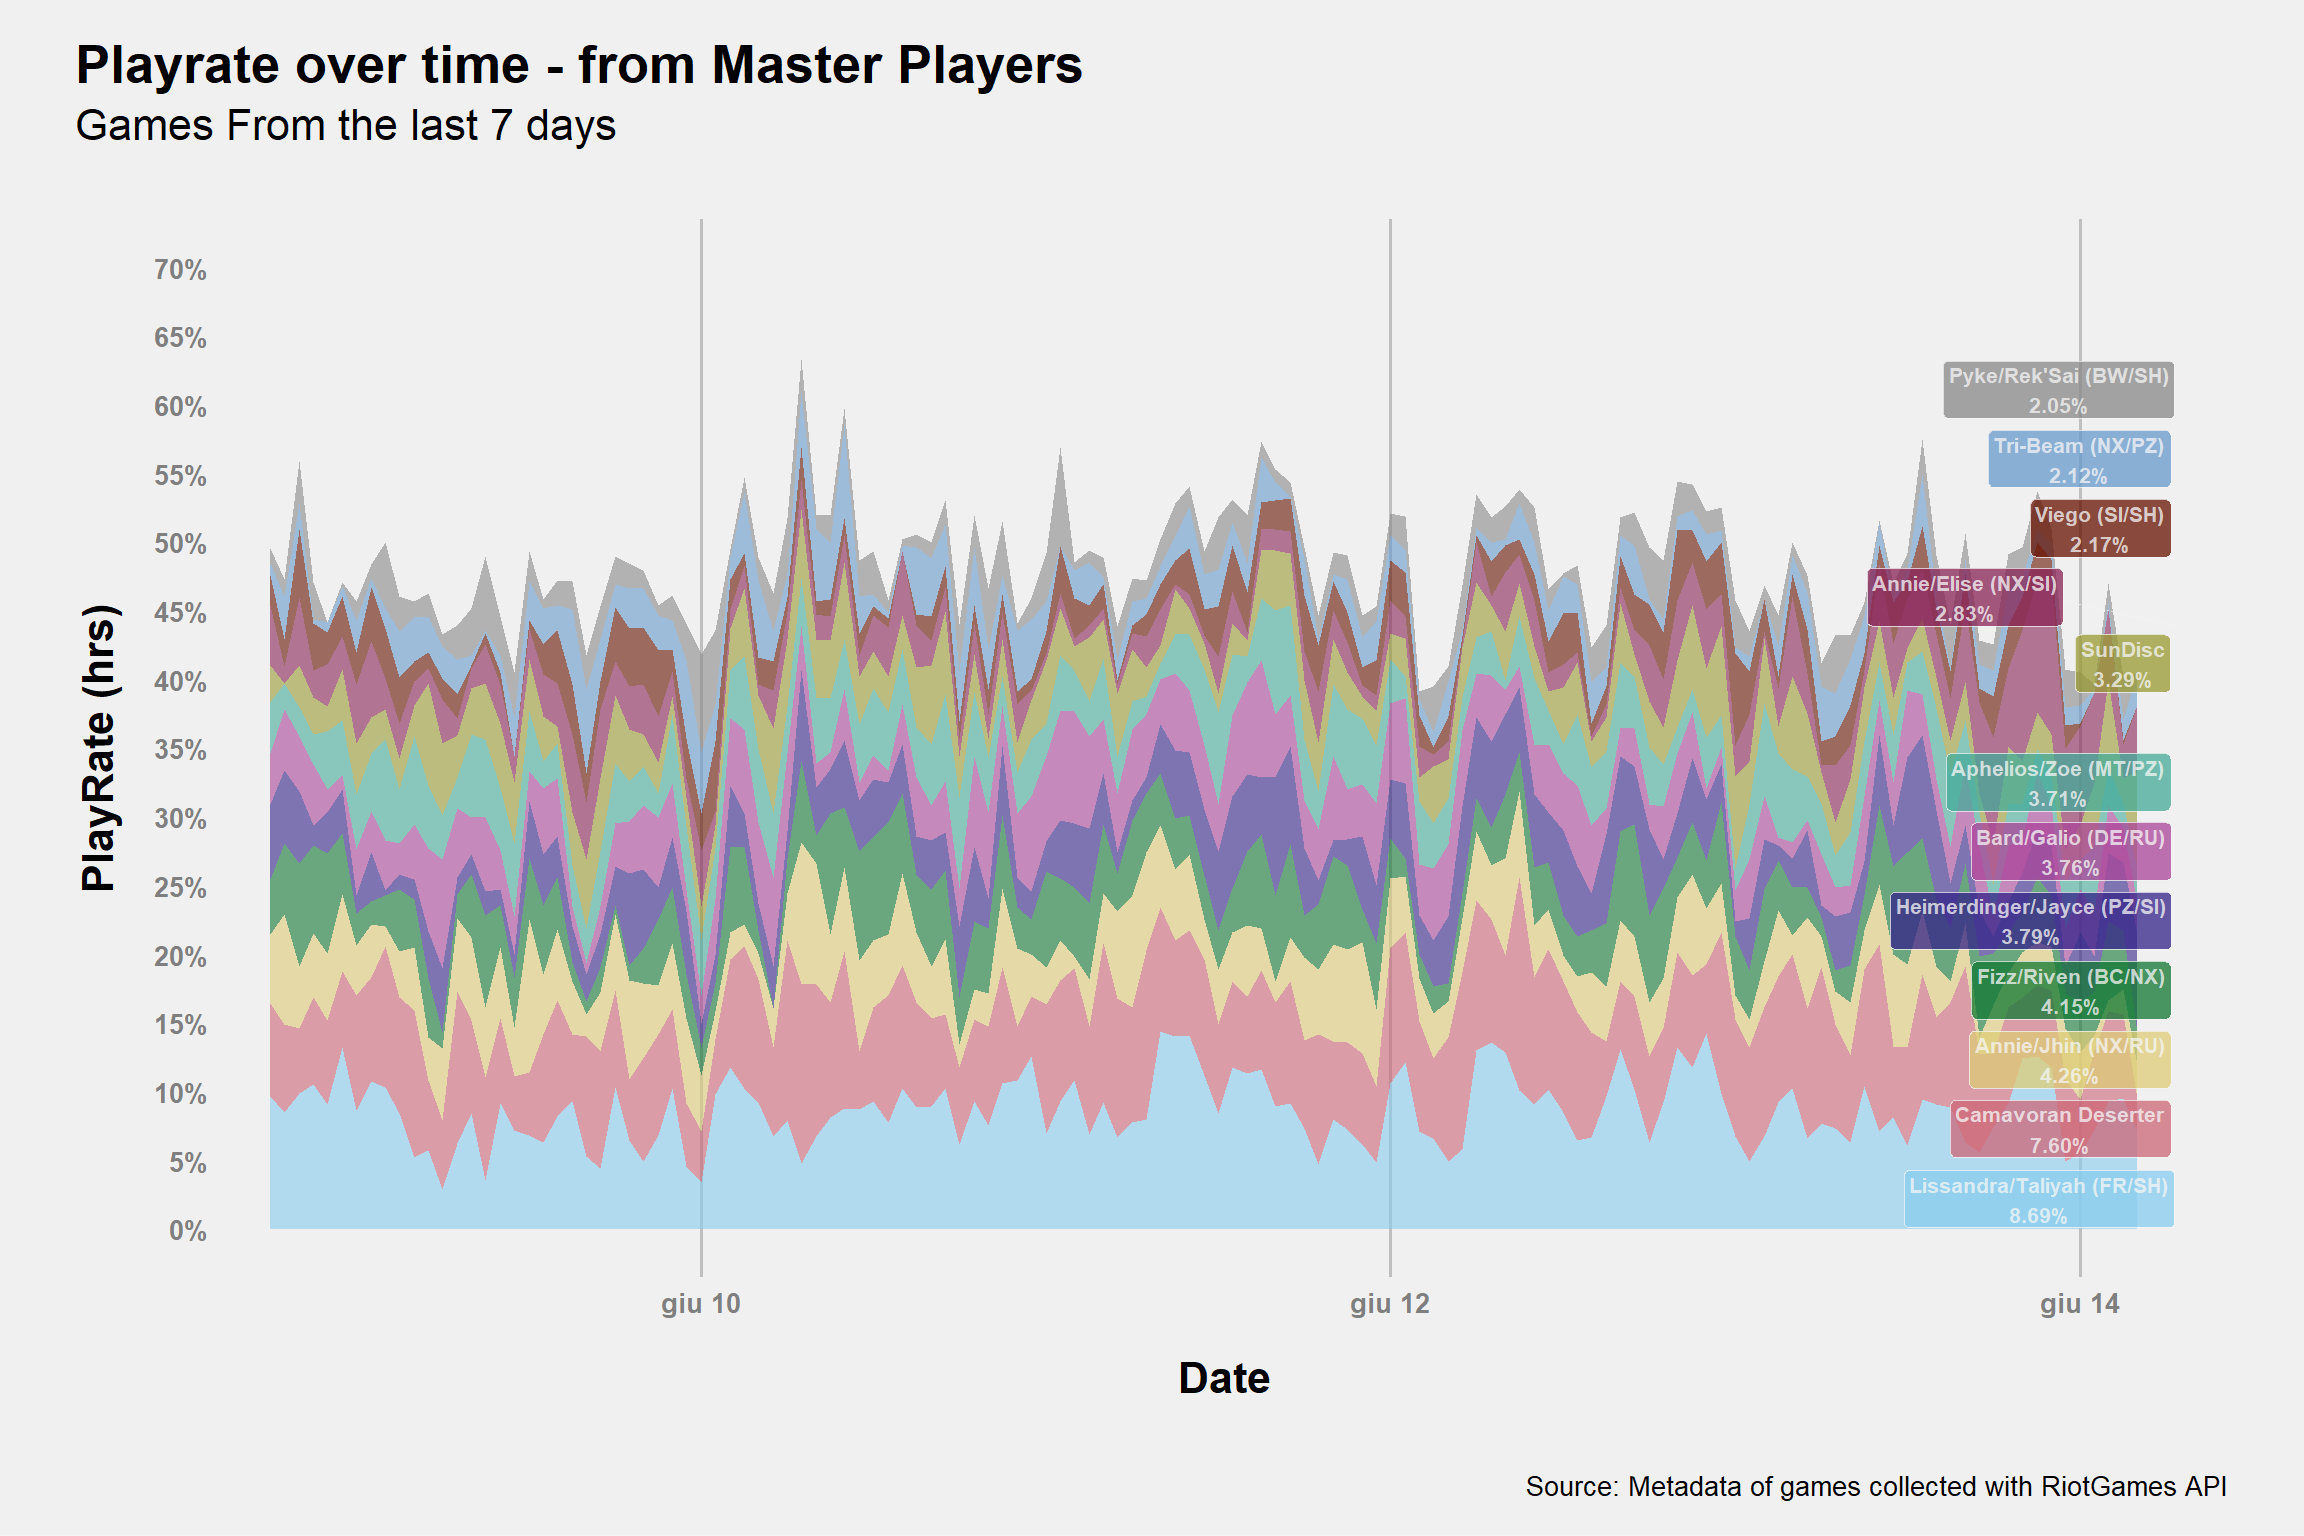 Playrate over time - from Master Players
Games From the last 7 days
PlayRate (hrs)
70%
65%
60%
55%
50%
45%
40%
35%
30%
25%
20%
15%
10%
5%
0%
Pyke/Rek'Sai (BW/SH)
2.05%
Tri-Beam (NX/PZ)
2.12%
Viego (SI/SH)
2.17%
Annie/Elise (NX/SI)
2.83%
SunDisc
3.29%
Aphelios/Zoe (MT/PZ)
3.71%
Bard/Galio (DE/RU)
3.76%
Heimerdinger/Jayce (PZ/SI)
3.79%
Fizz/Riven (BC/NX)
4.15%
Annie/Jhin (NX/RU)
4.26%
Camavoran Deserter
7.60%
Lissandra/Taliyah (FR/SH)
8.69%
giu 10
giu 12
giu 14
Date
Source: Metadata of games collected with RiotGames API